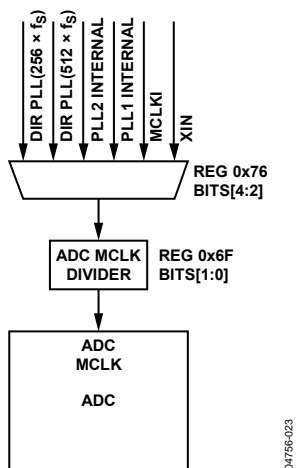 DIR PLL(256 × fS)
DIR PLL(512 × fS)
PLL2 INTERNAL
PLL1 INTERNAL
MCLKI
XIN
REG 0x76
BITS[4:2]
ADC MCLK
DIVIDER
REG 0x6F
BITS[1:0]
ADC
MCLK
ADC
04756-023